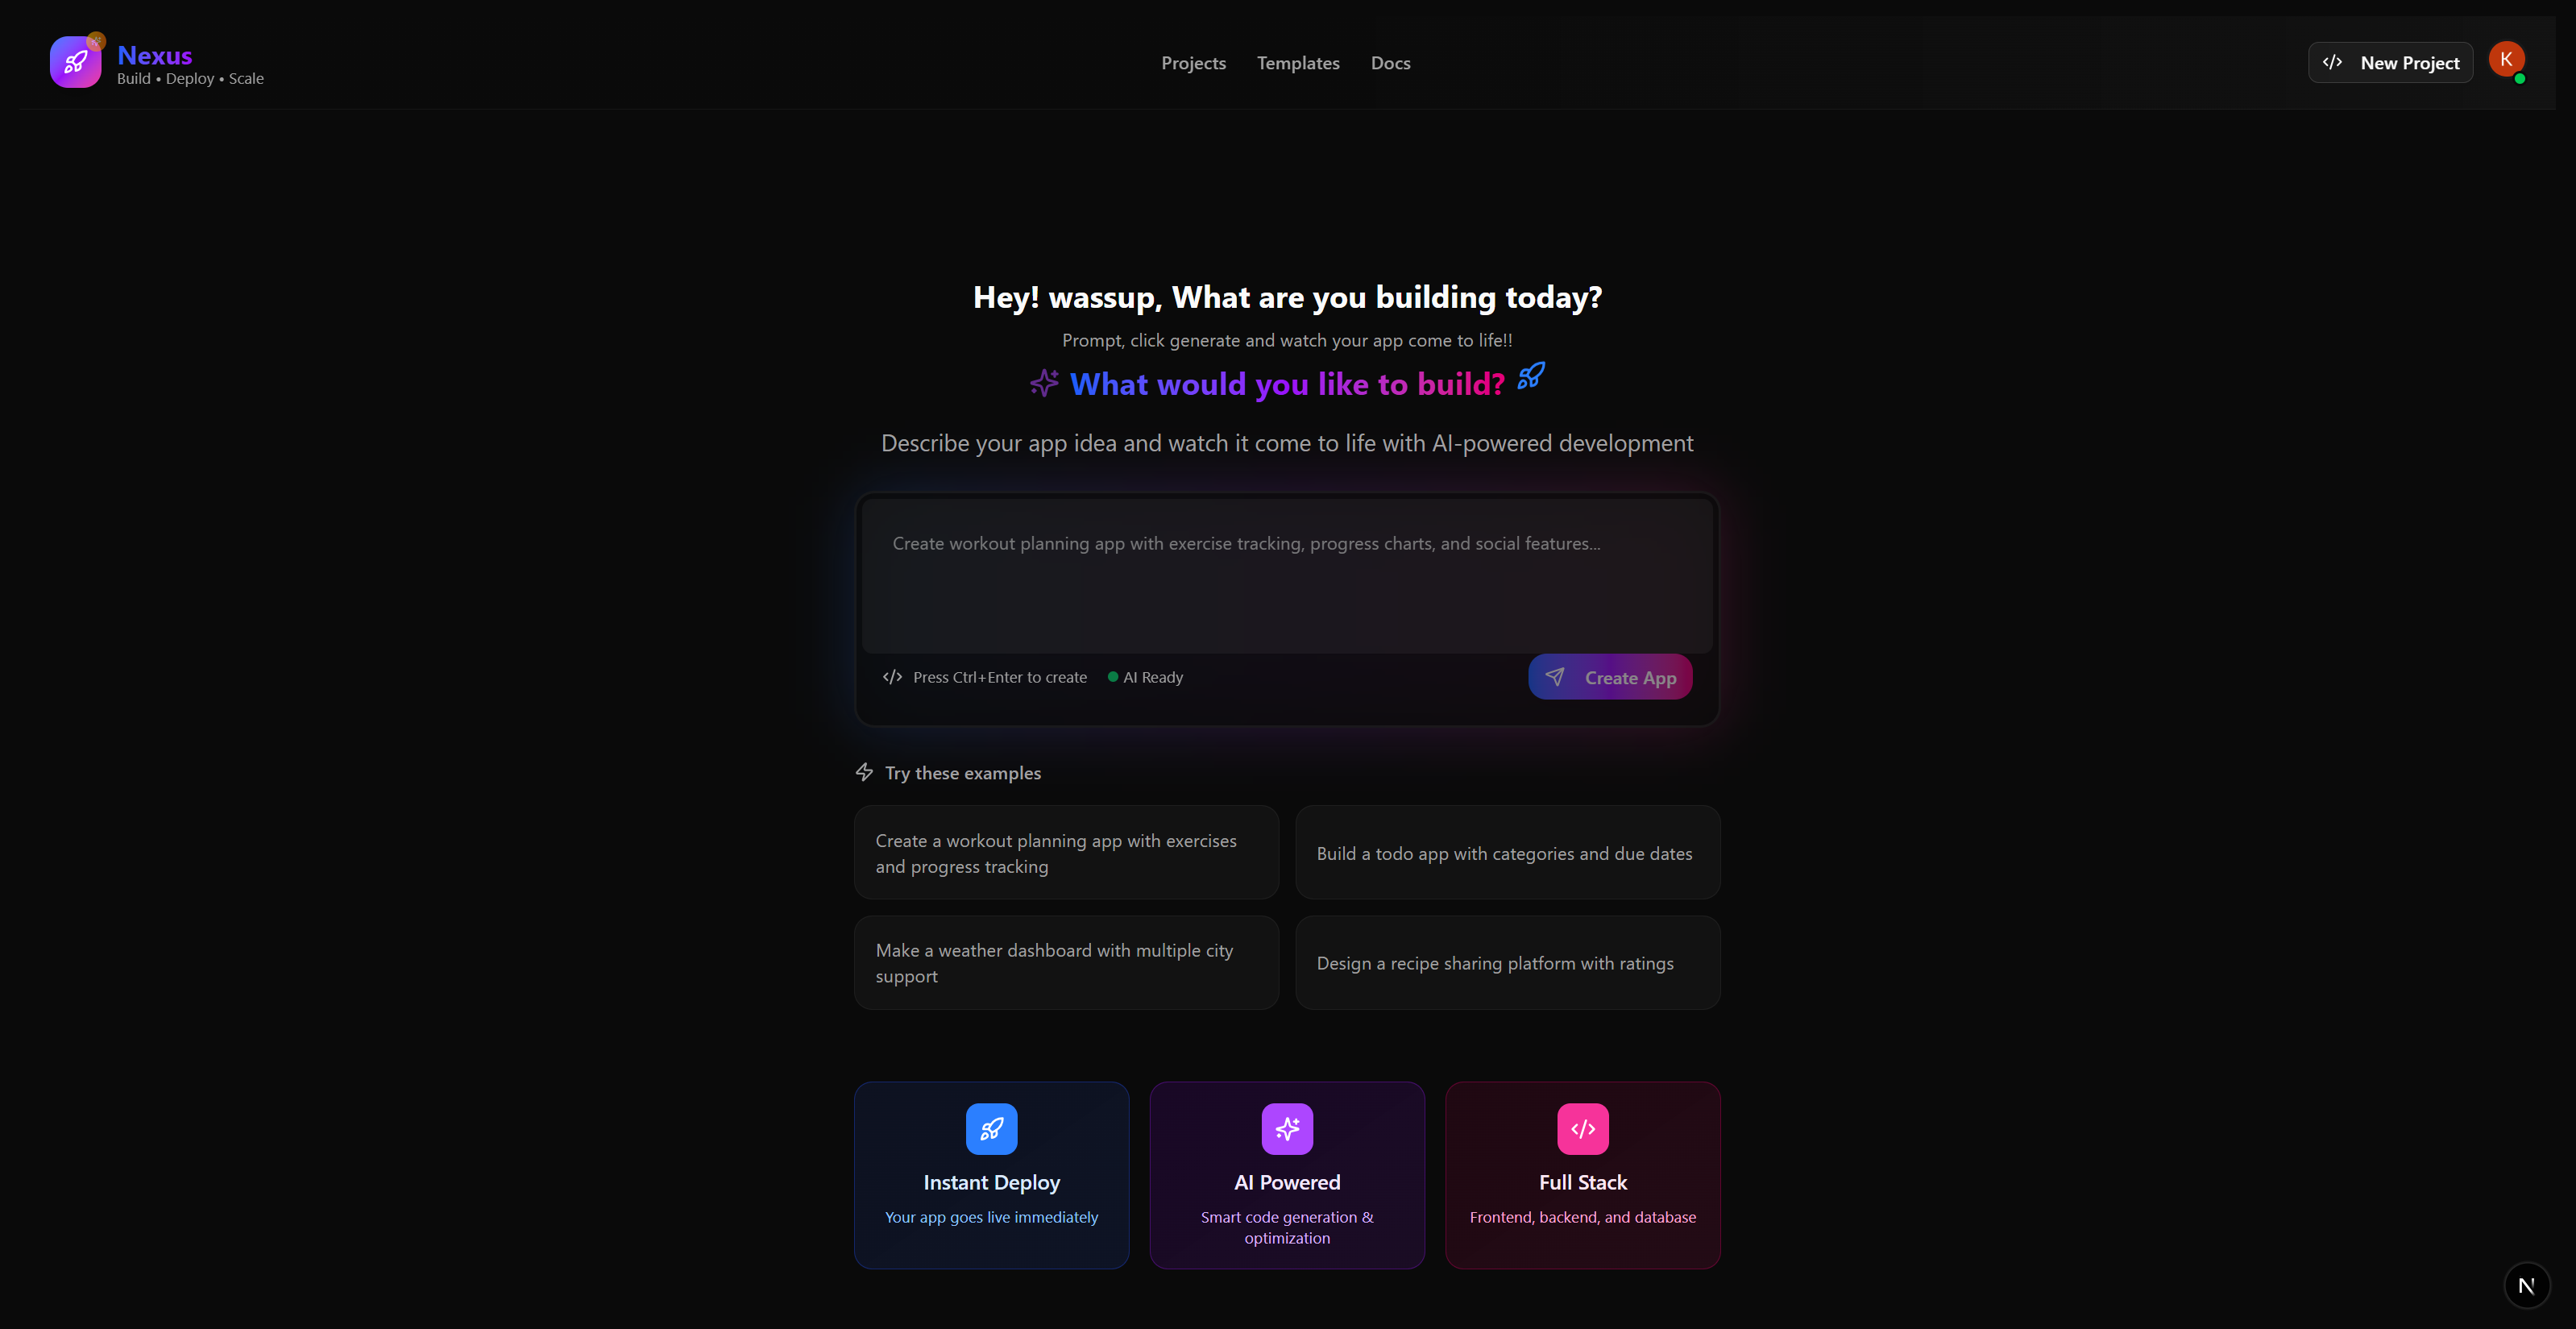 Nexus
Build • Deploy • Scale
Projects
Templates
Docs
</> New Project
K
Hey! wassup, What are you building today?
Prompt, click generate and watch your app come to life!!
What would you like to build?
Describe your app idea and watch it come to life with AI-powered development
Create workout planning app with exercise tracking, progress charts, and social features...
</> Press Ctrl+Enter to create
AI Ready
Create App
Try these examples
Create a workout planning app with exercises
and progress tracking
Build a todo app with categories and due dates
Make a weather dashboard with multiple city
support
Design a recipe sharing platform with ratings
Instant Deploy
Your app goes live immediately
AI Powered
Smart code generation &
optimization
</>
Full Stack
Frontend, backend, and database
N